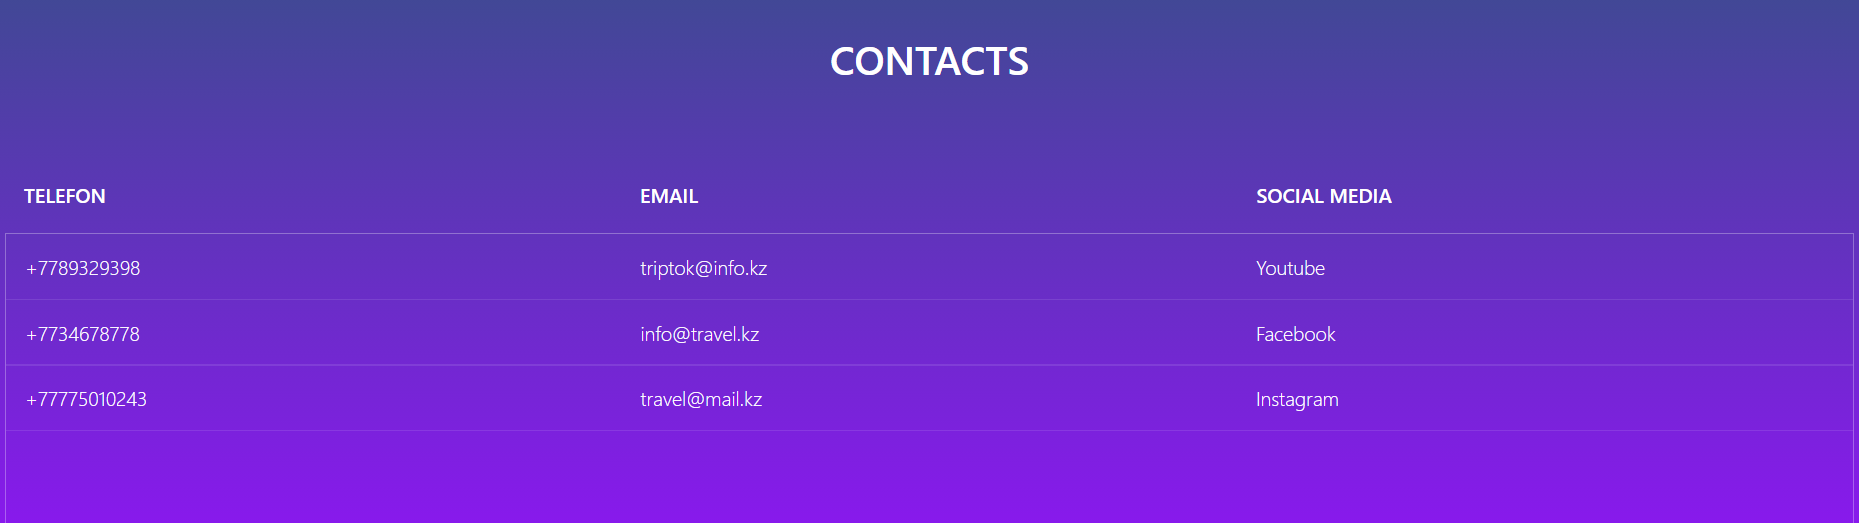 CONTACTS
TELEFON EMAIL SOCIAL MEDIA
+7789329398 triptok@info.kz Youtube
+7734678778 info@travel.kz Facebook
+77775010243 travel@mail.kz Instagram